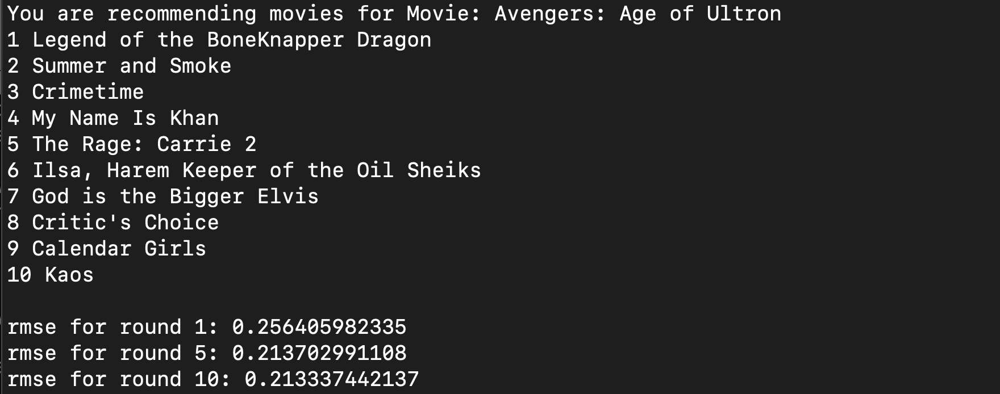 You are recommending movies for Movie: Avengers: Age of Ultron
1 Legend of the BoneKnapper Dragon
2 Summer and Smoke
3 Crimetime
4 My Name Is Khan
5 The Rage: Carrie 2
6 Ilsa, Harem Keeper of the Oil Sheiks
7 God is the Bigger Elvis
8 Critic's Choice
9 Calendar Girls
10 Kaos
rmse for round 1: 0.256405982335
rmse for round 5: 0.213702991108
rmse for round 10: 0.213337442137